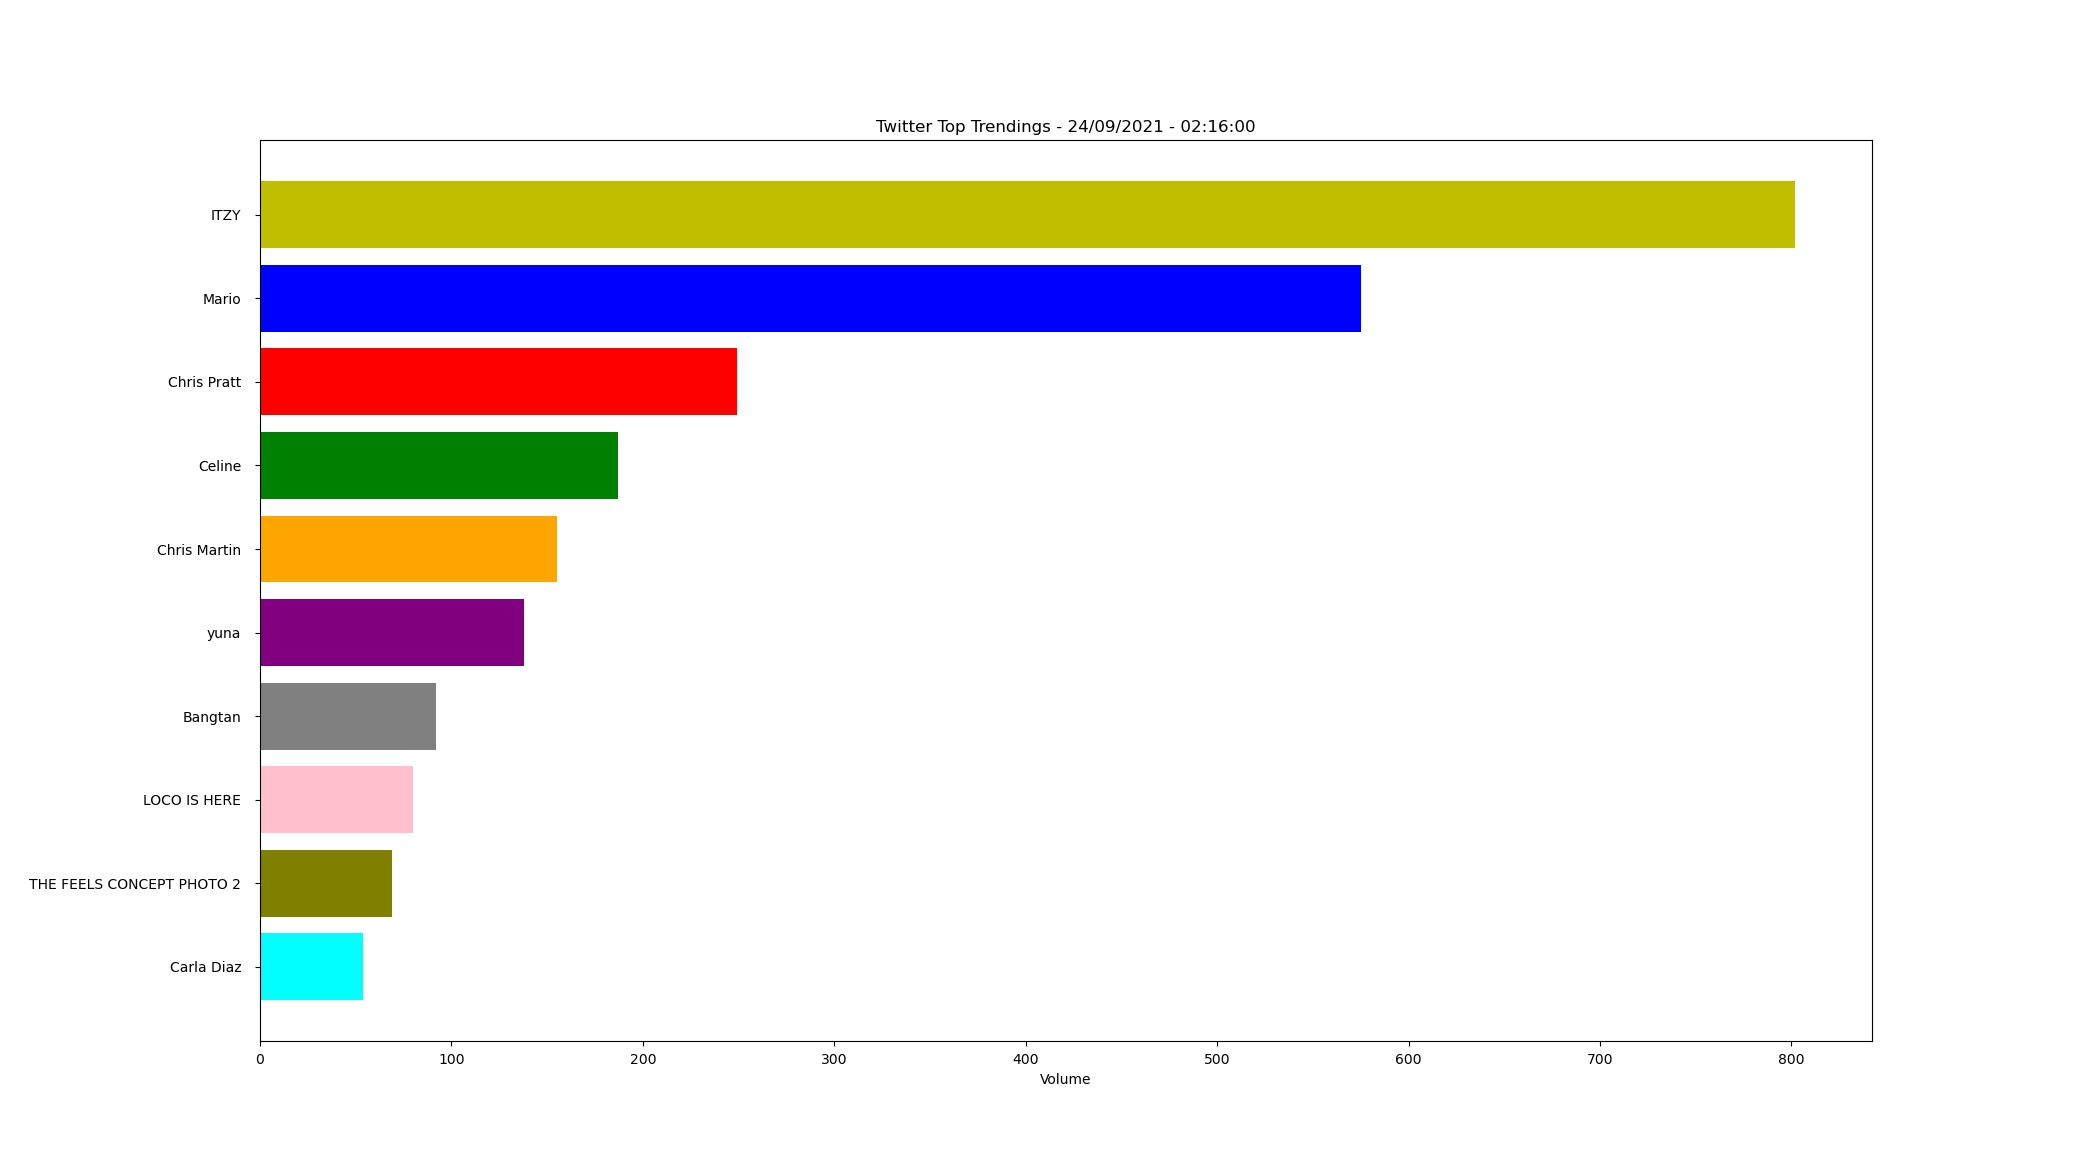 Twitter Top Trendings - 24/09/2021 - 02:16:00
ITZY
Mario
Chris Pratt
Celine
Chris Martin
yuna
Bangtan
LOCO IS HERE
THE FEELS CONCEPT PHOTO 2
Carla Diaz
0 100 200 300 400 500 600 700 800
Volume